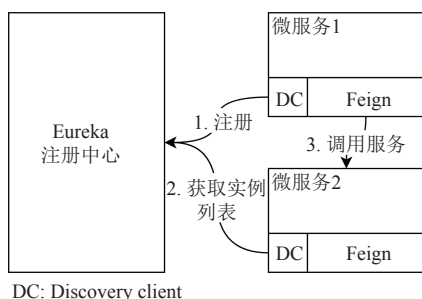 微服务1
DC
Feign
Eureka
注册中心
1. 注册
3. 调用服务
2. 获取实例
列表
微服务2
DC
Feign
DC: Discovery client